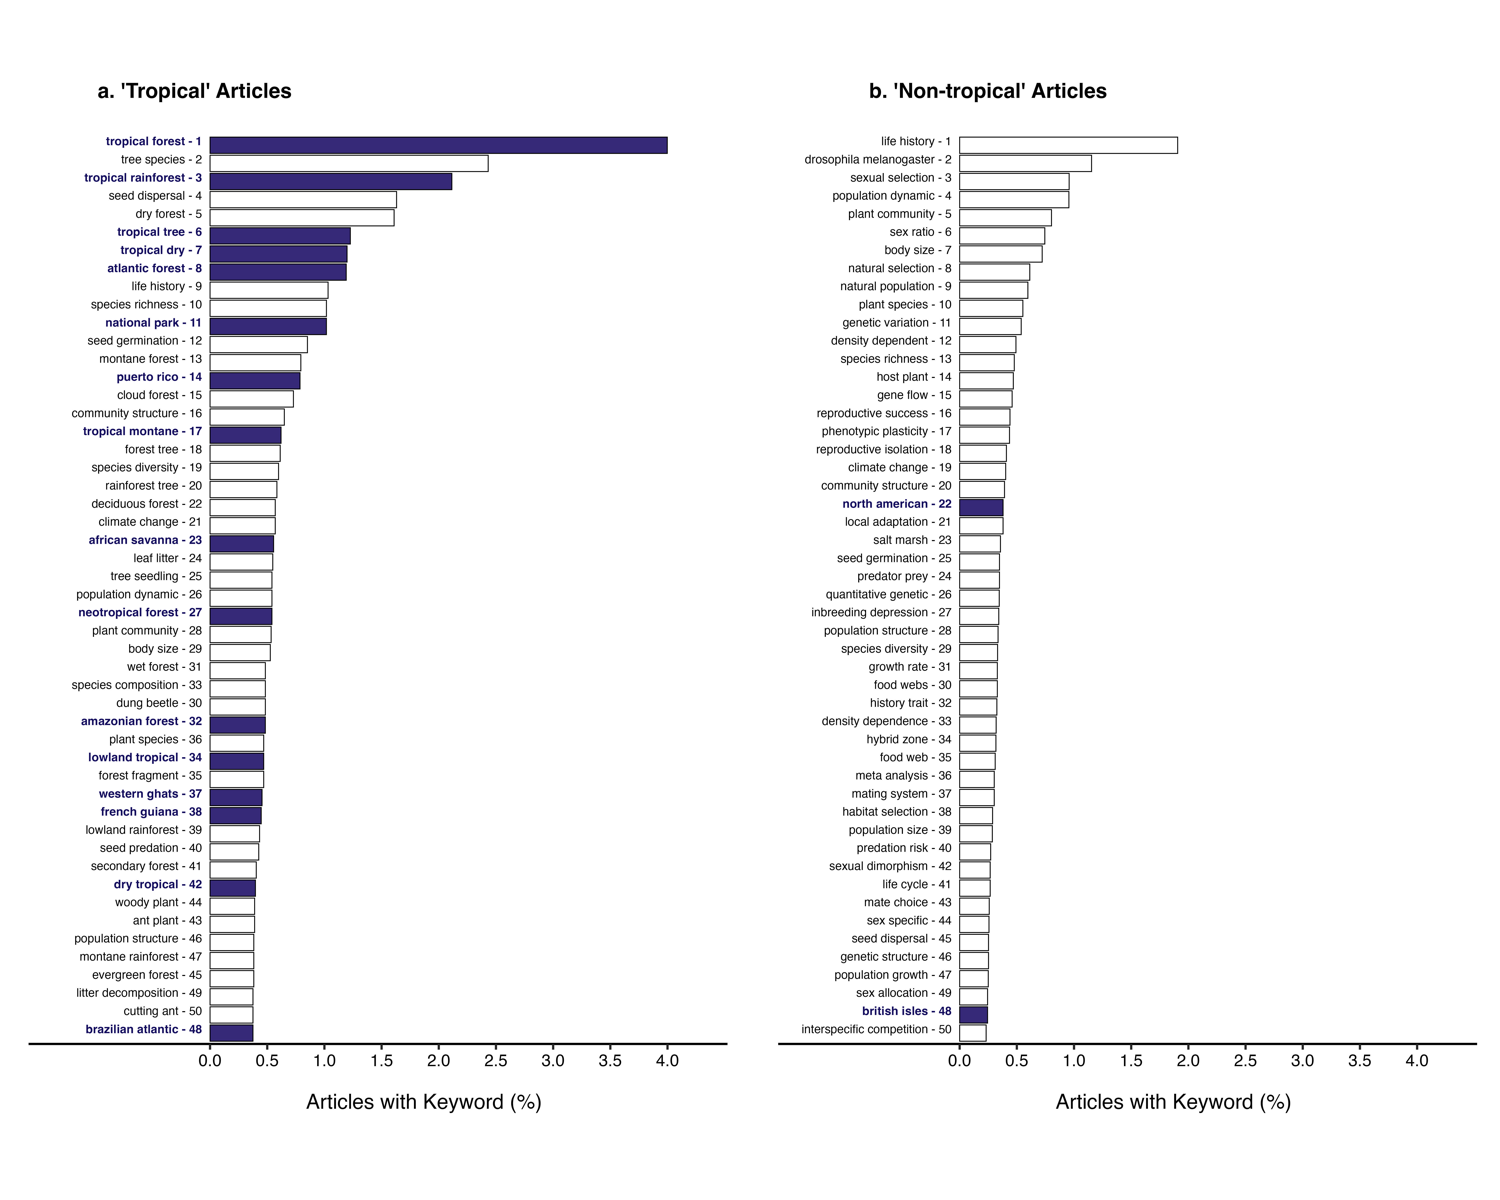 a. 'Tropical' Articles
tropical forest - 1
tree species - 2
tropical rainforest - 3
seed dispersal - 4
dry forest - 5
tropical tree - 6
tropical dry - 7
atlantic forest - 8
life history - 9
species richness - 10
national park - 11
seed germination - 12
montane forest - 13
puerto rico - 14
cloud forest - 15
community structure - 16
tropical montane - 17
forest tree - 18
species diversity - 19
rainforest tree - 20
deciduous forest - 22
climate change - 21
african savanna - 23
leaf litter - 24
tree seedling - 25
population dynamic - 26
neotropical forest - 27
plant community - 28
body size - 29
wet forest - 31
species composition - 33
dung beetle - 30
amazonian forest - 32
plant species - 36
lowland tropical - 34
forest fragment - 35
western ghats - 37
french guiana - 38
lowland rainforest - 39
seed predation - 40
secondary forest - 41
dry tropical - 42
woody plant - 44
ant plant - 43
population structure - 46
montane rainforest - 47
evergreen forest - 45
litter decomposition - 49
cutting ant - 50
brazilian atlantic - 48
0.0 0.5 1.0 1.5 2.0 2.5 3.0 3.5 4.0
Articles with Keyword (%)
b. 'Non-tropical' Articles
life history - 1
drosophila melanogaster - 2
sexual selection - 3
population dynamic - 4
plant community - 5
sex ratio - 6
body size - 7
natural selection - 8
natural population - 9
plant species - 10
genetic variation - 11
density dependent - 12
species richness - 13
host plant - 14
gene flow - 15
reproductive success - 16
phenotypic plasticity - 17
reproductive isolation - 18
climate change - 19
community structure - 20
north american - 22
local adaptation - 21
salt marsh - 23
seed germination - 25
predator prey - 24
quantitative genetic - 26
inbreeding depression - 27
population structure - 28
species diversity - 29
growth rate - 31
food webs - 30
history trait - 32
density dependence - 33
hybrid zone - 34
food web - 35
meta analysis - 36
mating system - 37
habitat selection - 38
population size - 39
predation risk - 40
sexual dimorphism - 42
life cycle - 41
mate choice - 43
sex specific - 44
seed dispersal - 45
genetic structure - 46
population growth - 47
sex allocation - 49
british isles - 48
interspecific competition - 50
0.0 0.5 1.0 1.5 2.0 2.5 3.0 3.5 4.0
Articles with Keyword (%)